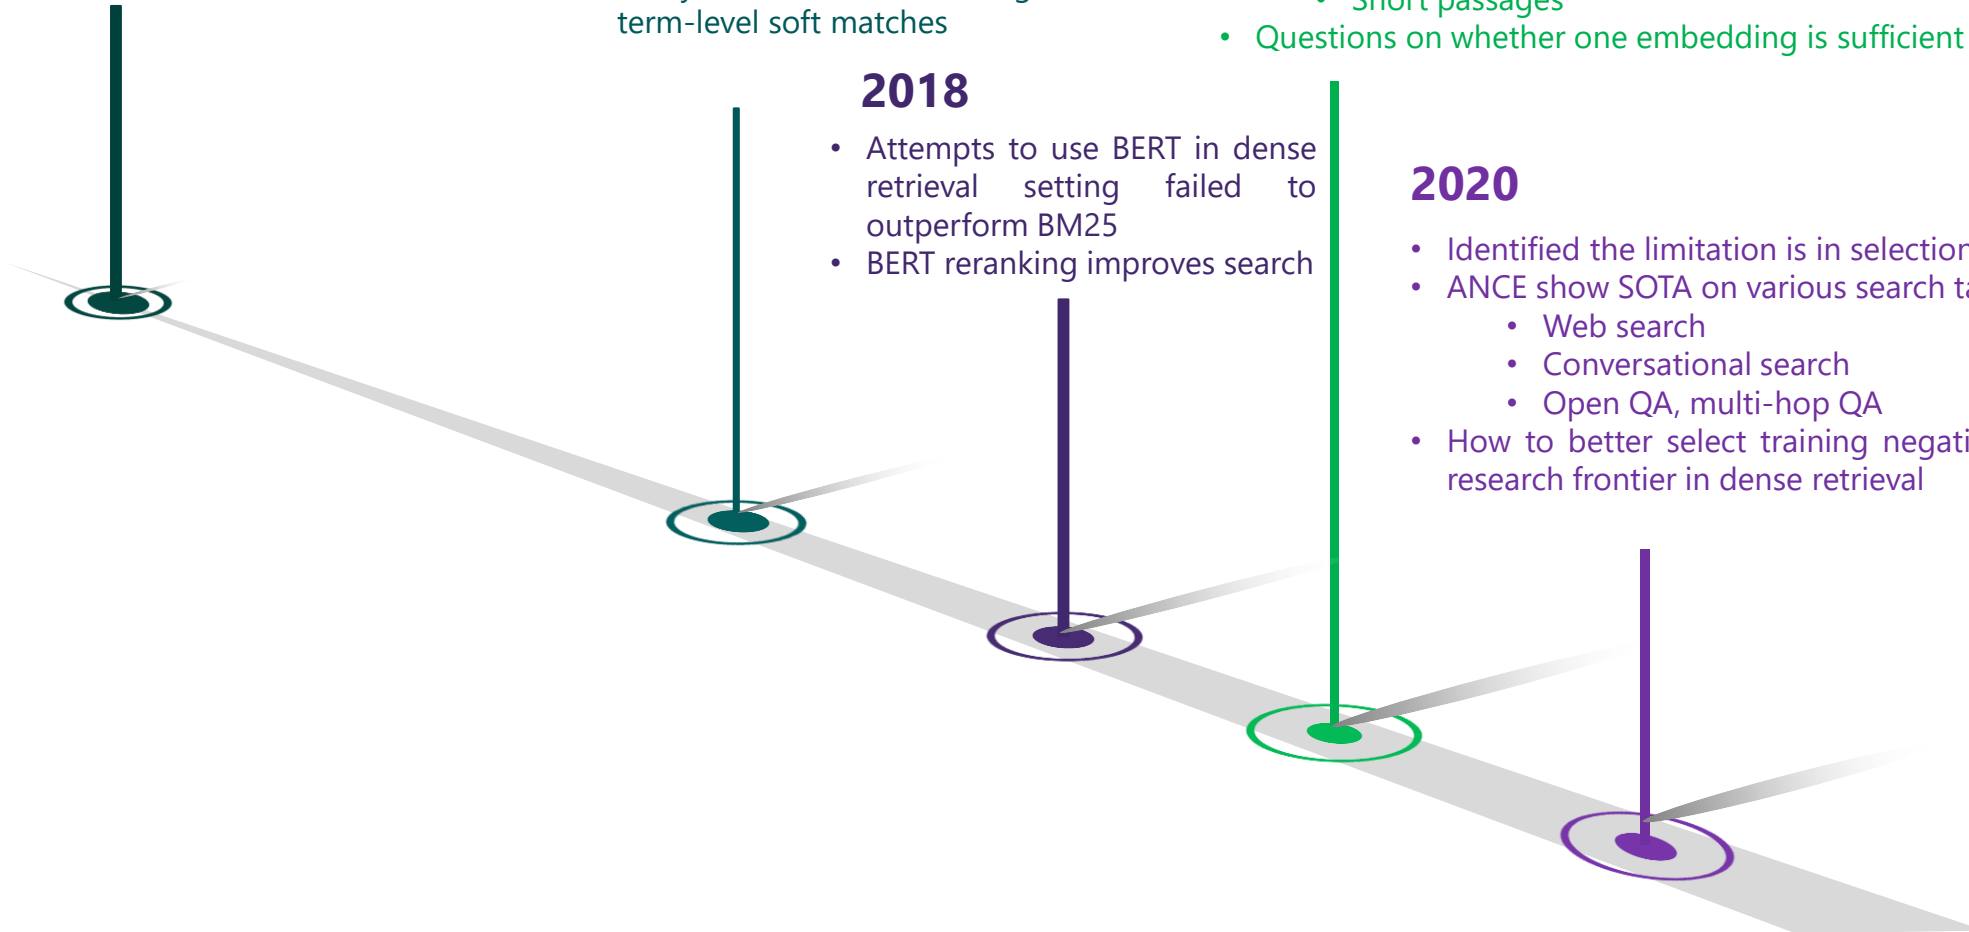 term-level soft matches
• Short passages
• Questions on whether one embedding is sufficient
2018
• Attempts to use BERT in dense
retrieval setting failed to
outperform BM25
• BERT reranking improves search
2020
• Identified the limitation is in selection
• ANCE show SOTA on various search
• Web search
• Conversational search
• Open QA, multi-hop QA
• How to better select training
research frontier in dense retrieval